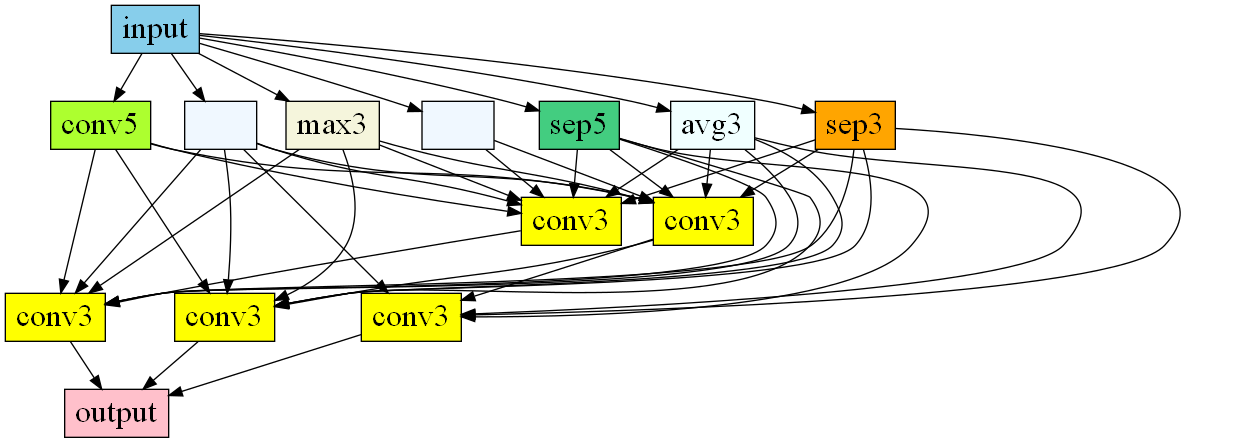 input
conv5
max3
sep5
avg3
sep3
conv3
conv3
conv3
conv3
conv3
output